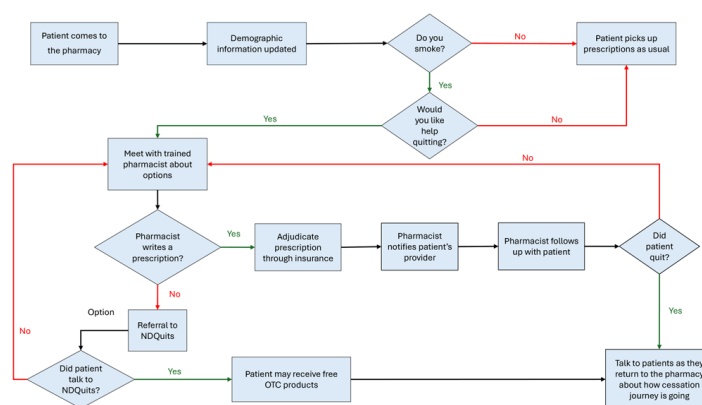 Patient comes to
the pharmacy
Demographic
information updated
Do you
smoke?
No
Patient picks up
prescriptions as usual
Yes
Would
you like
help
quitting?
Yes
No
Meet with trained
pharmacist about
options
No
Pharmacist
writes a
prescription?
Yes
Adjudicate
prescription
through insurance
Pharmacist
notifies patient's
provider
Pharmacist follows
up with patient
Did
patient
quit?
No
Yes
Option
Referral to
NDQuits
No
Did patient
talk to
NDQuits?
Yes
Patient may receive free
OTC products
Talk to patients as they
return to the pharmacy
about how cessation
journey is going